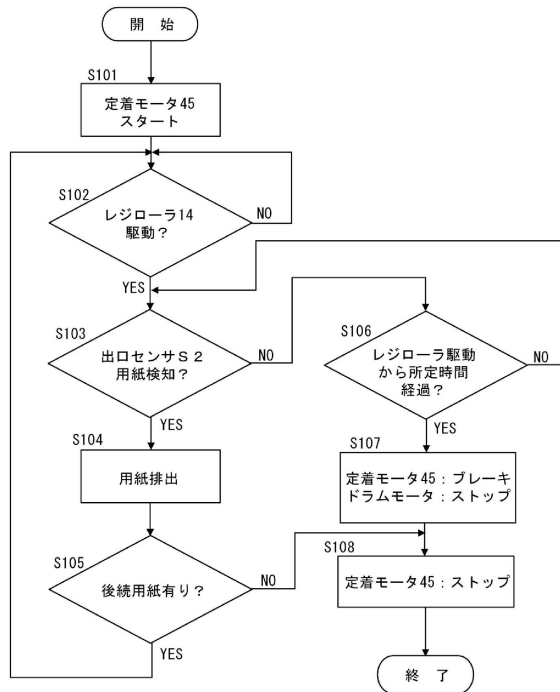 開　始
S101
定着モータ45
スタート
S102
レジローラ14
駆動？
NO
YES
S103
出口センサＳ２
用紙検知？
NO
YES
S106
レジローラ駆動
から所定時間
経過？
NO
YES
S104
用紙排出
S107
定着モータ45：ブレーキ
ドラムモータ：ストップ
S105
後続用紙有り？
NO
YES
S108
定着モータ45：ストップ
終　了